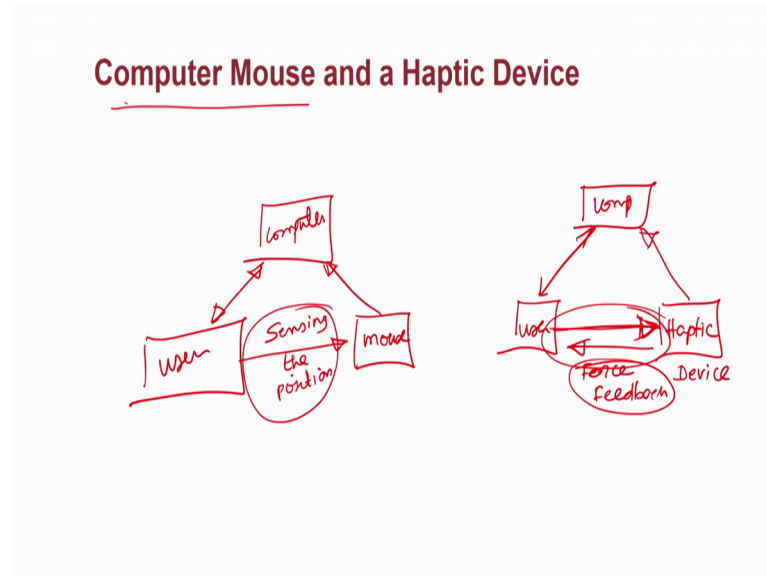 Computer Mouse and a Haptic Device
computer
user
Sensing
the
position
mouse
comp
user
Haptic
Device
Force
feedback